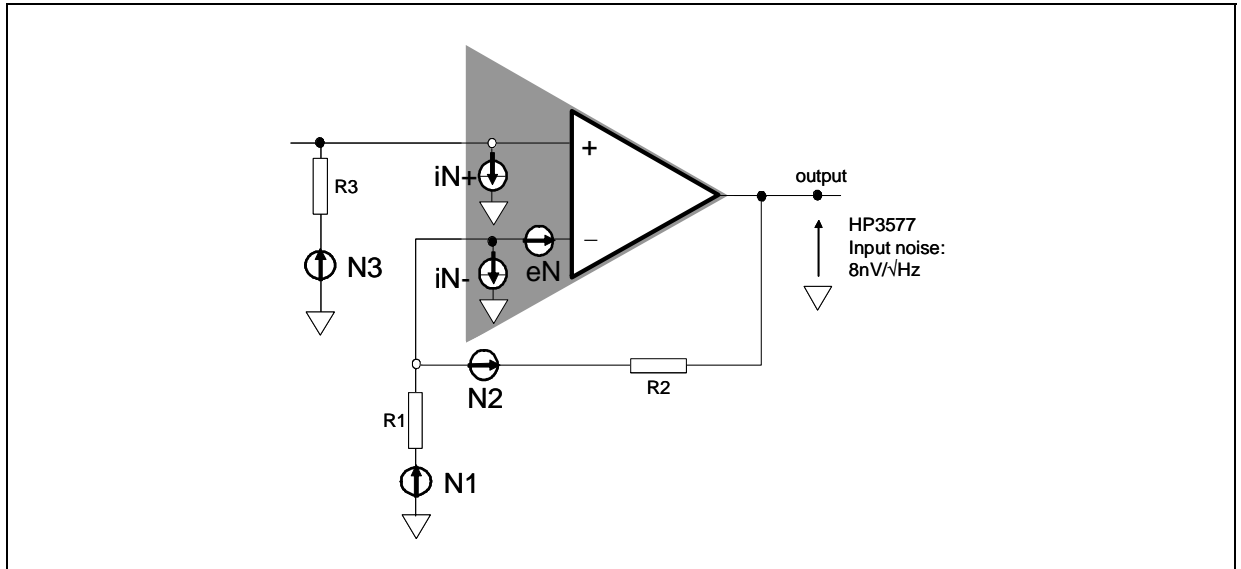 +
iN+
R3
output
N3
−
iN-
eN
HP3577
Input noise:
8nV/√Hz
N2
R2
R1
N1